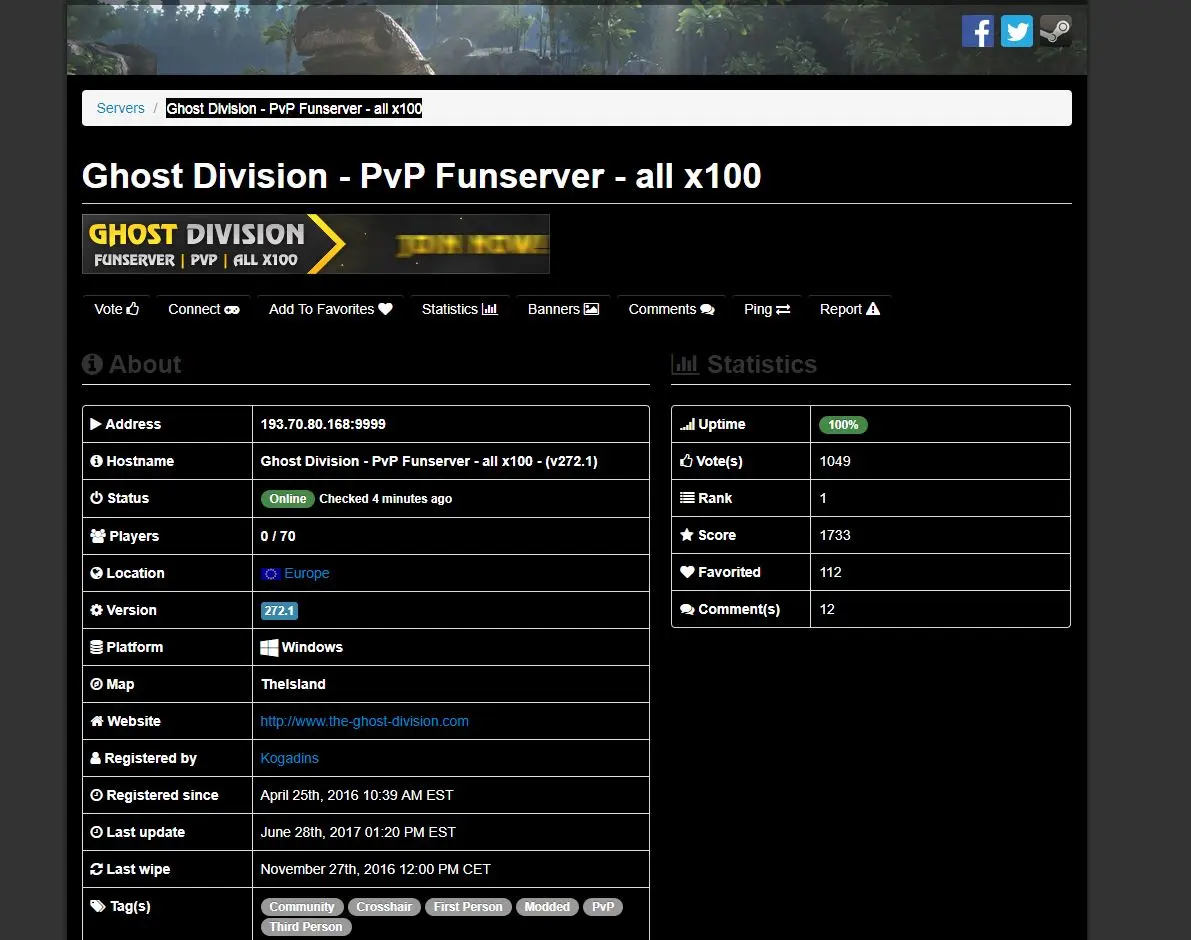 Servers / Ghost Division - PvP Funserver - all x100
Ghost Division - PvP Funserver - all x100
GHOST DIVISION
FUNSERVER | PVP | ALL X100
JOIN NOW!
Vote Connect Add To Favorites Statistics Banners Comments Ping Report
About
Address 193.70.80.168:9999
Hostname Ghost Division - PvP Funserver - all x100 - (v272.1)
Status Online Checked 4 minutes ago
Players 0 / 70
Location Europe
Version 272.1
Platform Windows
Map TheIsland
Website http://www.the-ghost-division.com
Registered by Kogadins
Registered since April 25th, 2016 10:39 AM EST
Last update June 28th, 2017 01:20 PM EST
Last wipe November 27th, 2016 12:00 PM CET
Tag(s) Community Crosshair First Person Modded PvP
Third Person
Statistics
Uptime 100%
Vote(s) 1049
Rank 1
Score 1733
Favorited 112
Comment(s) 12